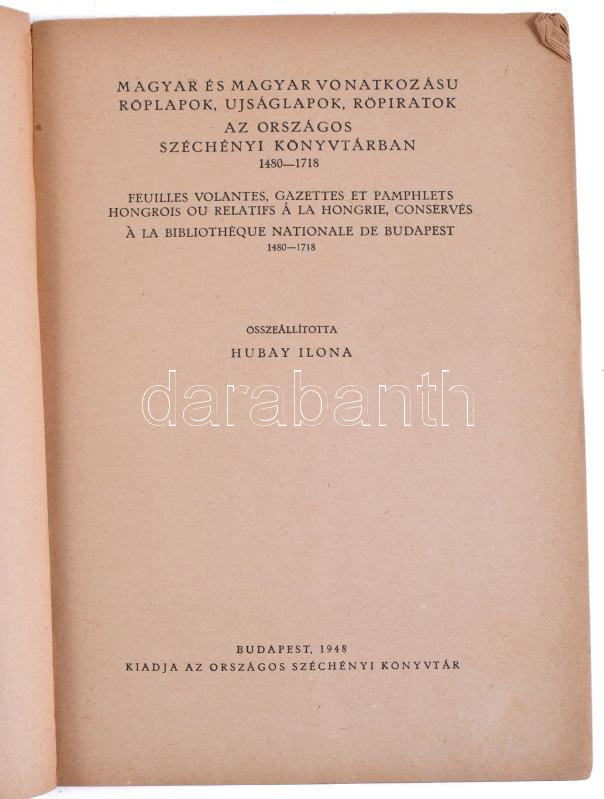 MAGYAR ÉS MAGYAR VONATKOZÁSU
RÖPLAPOK, UJSÁGLAPOK, RÖPIRATOK
AZ ORSZÁGOS
SZÉCHÉNYI KÖNYVTÁRBAN
1480—1718
FEUILLES VOLANTES, GAZETTES ET PAMPHLETS
HONGROIS OU RELATIFS Á LA HONGRIE, CONSERVÉS
À LA BIBLIOTHÈQUE NATIONALE DE BUDAPEST
1480—1718
ÖSSZEÁLLÍTOTTA
HUBAY ILONA
darabanth
BUDAPEST, 1948
KIADJA AZ ORSZÁGOS SZÉCHÉNYI KÖNYVTÁR